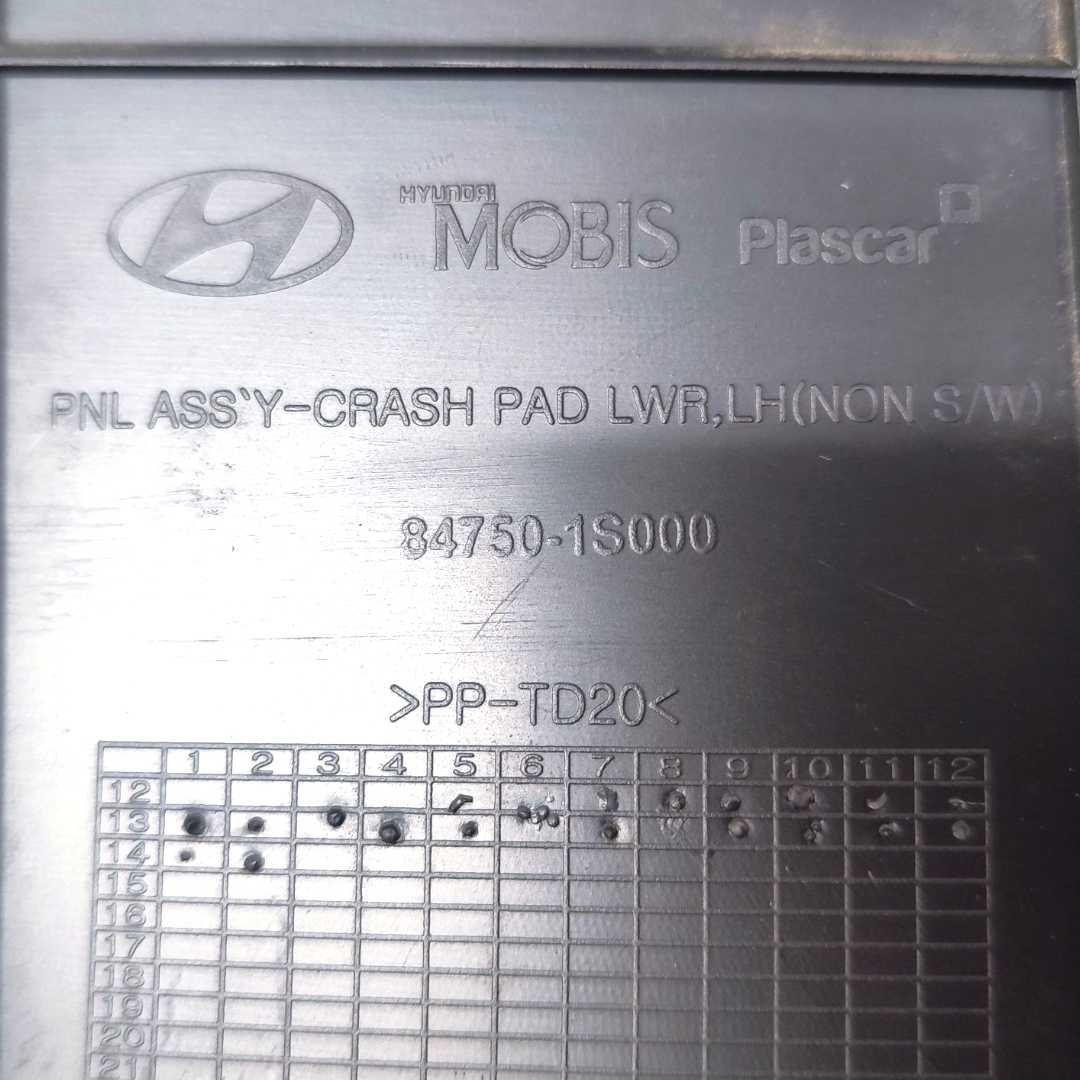 HYUNDAI
MOBIS
Plascar
PNL ASS`Y-CRASH PAD LWR,LH(NON S/W)
84750-1S000
>PP-TD20<
1 2 3 4 5 6 7 8 9 10 11 12
12
13
14
15
16
17
18
19
20
21